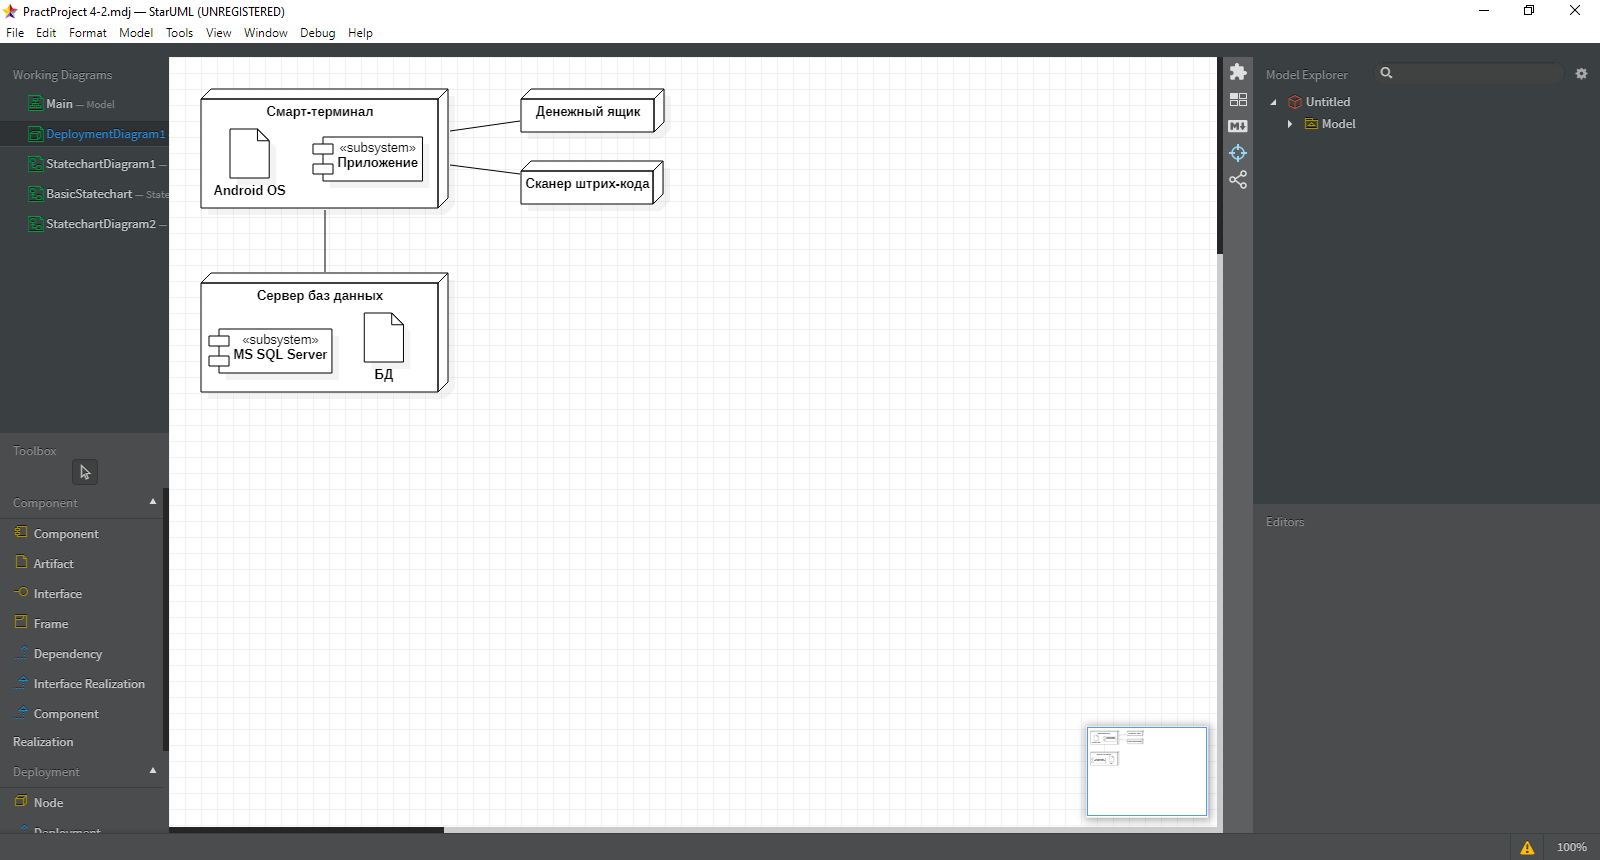 PractProject 4-2.mdj — StarUML (UNREGISTERED)
File Edit Format Model Tools View Window Debug Help
Working Diagrams
Main — Model
DeploymentDiagram1
StatechartDiagram1 —
BasicStatechart — State
StatechartDiagram2 —
Toolbox
Component
Component
Artifact
Interface
Frame
Dependency
Interface Realization
Component
Realization
Deployment
Node
Deployment
Смарт-терминал
Android OS
«subsystem»
Приложение
Денежный ящик
Сканер штрих-кода
Сервер баз данных
«subsystem»
MS SQL Server
БД
M
Model Explorer
Untitled
Model
Editors
100%